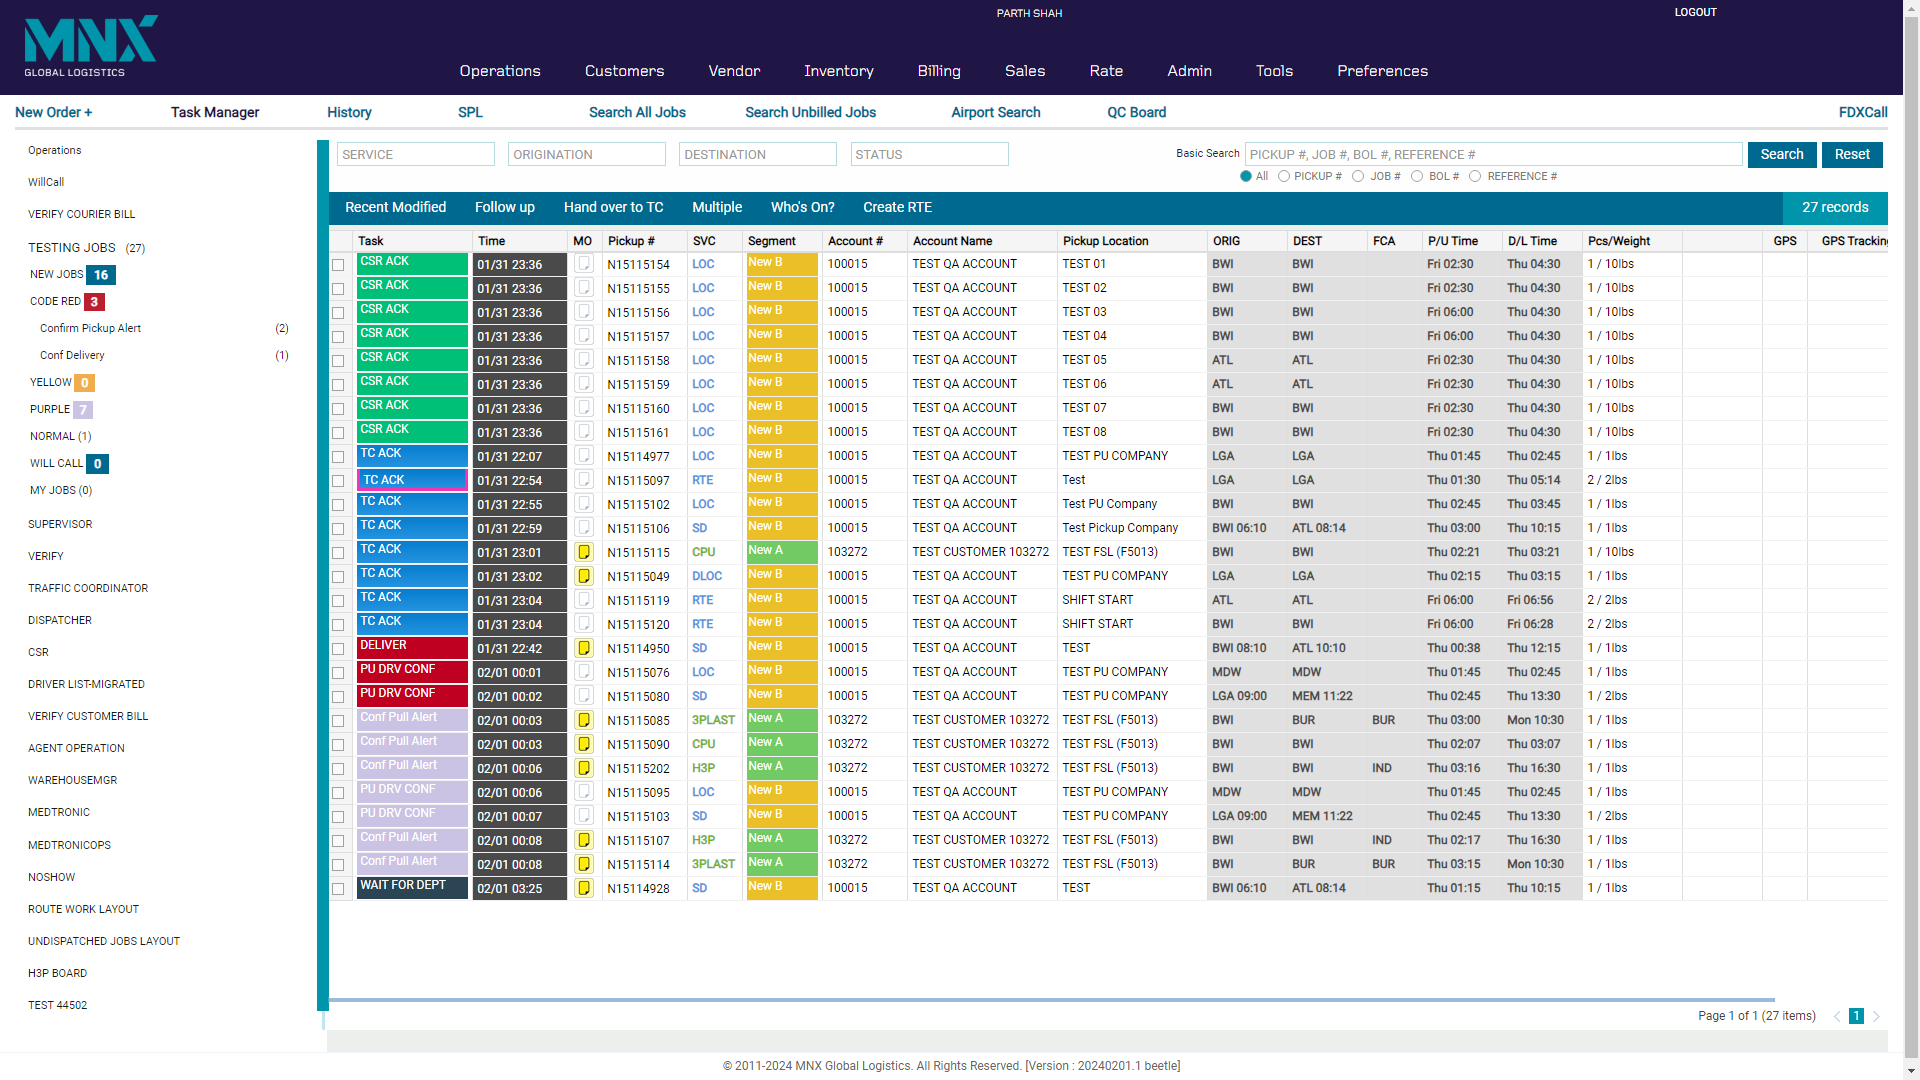 PARTH SHAH
LOGOUT
MNX
GLOBAL LOGISTICS
Operations Customers Vendor Inventory Billing Sales Rate Admin Tools Preferences
New Order + Task Manager History SPL Search All Jobs Search Unbilled Jobs Airport Search QC Board FDXCall
Operations
WillCall
VERIFY COURIER BILL
TESTING JOBS (27)
NEW JOBS 16
CODE RED 3
Confirm Pickup Alert (2)
Conf Delivery (1)
YELLOW 0
PURPLE 7
NORMAL (1)
WILL CALL 0
MY JOBS (0)
SUPERVISOR
VERIFY
TRAFFIC COORDINATOR
DISPATCHER
CSR
DRIVER LIST-MIGRATED
VERIFY CUSTOMER BILL
AGENT OPERATION
WAREHOUSEMGR
MEDTRONIC
MEDTRONICOPS
NOSHOW
ROUTE WORK LAYOUT
UNDISPATCHED JOBS LAYOUT
H3P BOARD
TEST 44502
SERVICE ORIGINATION DESTINATION STATUS Basic Search PICKUP #, JOB #, BOL #, REFERENCE # Search Reset
All PICKUP # JOB # BOL # REFERENCE #
Recent Modified Follow up Hand over to TC Multiple Who's On? Create RTE 27 records
Task Time MO Pickup # SVC Segment Account # Account Name Pickup Location ORIG DEST FCA P/U Time D/L Time Pcs/Weight GPS GPS Tracking
CSR ACK 01/31 23:36 N15115154 LOC New B 100015 TEST QA ACCOUNT TEST 01 BWI BWI Fri 02:30 Thu 04:30 1 / 10lbs
CSR ACK 01/31 23:36 N15115155 LOC New B 100015 TEST QA ACCOUNT TEST 02 BWI BWI Fri 02:30 Thu 04:30 1 / 10lbs
CSR ACK 01/31 23:36 N15115156 LOC New B 100015 TEST QA ACCOUNT TEST 03 BWI BWI Fri 06:00 Thu 04:30 1 / 10lbs
CSR ACK 01/31 23:36 N15115157 LOC New B 100015 TEST QA ACCOUNT TEST 04 BWI BWI Fri 06:00 Thu 04:30 1 / 10lbs
CSR ACK 01/31 23:36 N15115158 LOC New B 100015 TEST QA ACCOUNT TEST 05 ATL ATL Fri 02:30 Thu 04:30 1 / 10lbs
CSR ACK 01/31 23:36 N15115159 LOC New B 100015 TEST QA ACCOUNT TEST 06 ATL ATL Fri 02:30 Thu 04:30 1 / 10lbs
CSR ACK 01/31 23:36 N15115160 LOC New B 100015 TEST QA ACCOUNT TEST 07 BWI BWI Fri 02:30 Thu 04:30 1 / 10lbs
CSR ACK 01/31 23:36 N15115161 LOC New B 100015 TEST QA ACCOUNT TEST 08 BWI BWI Fri 02:30 Thu 04:30 1 / 10lbs
TC ACK 01/31 22:07 N15114977 LOC New B 100015 TEST QA ACCOUNT TEST PU COMPANY LGA LGA Thu 01:45 Thu 02:45 1 / 1lbs
TC ACK 01/31 22:54 N15115097 RTE New B 100015 TEST QA ACCOUNT Test LGA LGA Thu 01:30 Thu 05:14 2 / 2lbs
TC ACK 01/31 22:55 N15115102 LOC New B 100015 TEST QA ACCOUNT Test PU Company BWI BWI Thu 02:45 Thu 03:45 1 / 1lbs
TC ACK 01/31 22:59 N15115106 SD New B 100015 TEST QA ACCOUNT Test Pickup Company BWI 06:10 ATL 08:14 Thu 03:00 Thu 10:15 1 / 1lbs
TC ACK 01/31 23:01 N15115115 CPU New A 103272 TEST CUSTOMER 103272 TEST FSL (F5013) BWI BWI Thu 02:21 Thu 03:21 1 / 10lbs
TC ACK 01/31 23:02 N15115049 DLOC New B 100015 TEST QA ACCOUNT TEST PU COMPANY LGA LGA Thu 02:15 Thu 03:15 1 / 1lbs
TC ACK 01/31 23:04 N15115119 RTE New B 100015 TEST QA ACCOUNT SHIFT START ATL ATL Fri 06:00 Fri 06:56 2 / 2lbs
TC ACK 01/31 23:04 N15115120 RTE New B 100015 TEST QA ACCOUNT SHIFT START BWI BWI Fri 06:00 Fri 06:28 2 / 2lbs
DELIVER 01/31 22:42 N15114950 SD New B 100015 TEST QA ACCOUNT TEST BWI 08:10 ATL 10:10 Thu 00:38 Thu 12:15 1 / 1lbs
PU DRV CONF 02/01 00:01 N15115076 LOC New B 100015 TEST QA ACCOUNT TEST PU COMPANY MDW MDW Thu 01:45 Thu 02:45 1 / 1lbs
PU DRV CONF 02/01 00:02 N15115080 SD New B 100015 TEST QA ACCOUNT TEST PU COMPANY LGA 09:00 MEM 11:22 Thu 02:45 Thu 13:30 1 / 2lbs
Conf Pull Alert 02/01 00:03 N15115085 3PLAST New A 103272 TEST CUSTOMER 103272 TEST FSL (F5013) BWI BUR BUR Thu 03:00 Mon 10:30 1 / 1lbs
Conf Pull Alert 02/01 00:03 N15115090 CPU New A 103272 TEST CUSTOMER 103272 TEST FSL (F5013) BWI BWI Thu 02:07 Thu 03:07 1 / 1lbs
Conf Pull Alert 02/01 00:06 N15115202 H3P New A 103272 TEST CUSTOMER 103272 TEST FSL (F5013) BWI BWI IND Thu 03:16 Thu 16:30 1 / 1lbs
PU DRV CONF 02/01 00:06 N15115095 LOC New B 100015 TEST QA ACCOUNT TEST PU COMPANY MDW MDW Thu 01:45 Thu 02:45 1 / 1lbs
PU DRV CONF 02/01 00:07 N15115103 SD New B 100015 TEST QA ACCOUNT TEST PU COMPANY LGA 09:00 MEM 11:22 Thu 02:45 Thu 13:30 1 / 2lbs
Conf Pull Alert 02/01 00:08 N15115107 H3P New A 103272 TEST CUSTOMER 103272 TEST FSL (F5013) BWI BWI IND Thu 02:17 Thu 16:30 1 / 1lbs
Conf Pull Alert 02/01 00:08 N15115114 3PLAST New A 103272 TEST CUSTOMER 103272 TEST FSL (F5013) BWI BUR BUR Thu 03:15 Mon 10:30 1 / 1lbs
WAIT FOR DEPT 02/01 03:25 N15114928 SD New B 100015 TEST QA ACCOUNT TEST BWI 06:10 ATL 08:14 Thu 01:15 Thu 10:15 1 / 1lbs
Page 1 of 1 (27 items) 1
© 2011-2024 MNX Global Logistics. All Rights Reserved. [Version : 20240201.1 beetle]